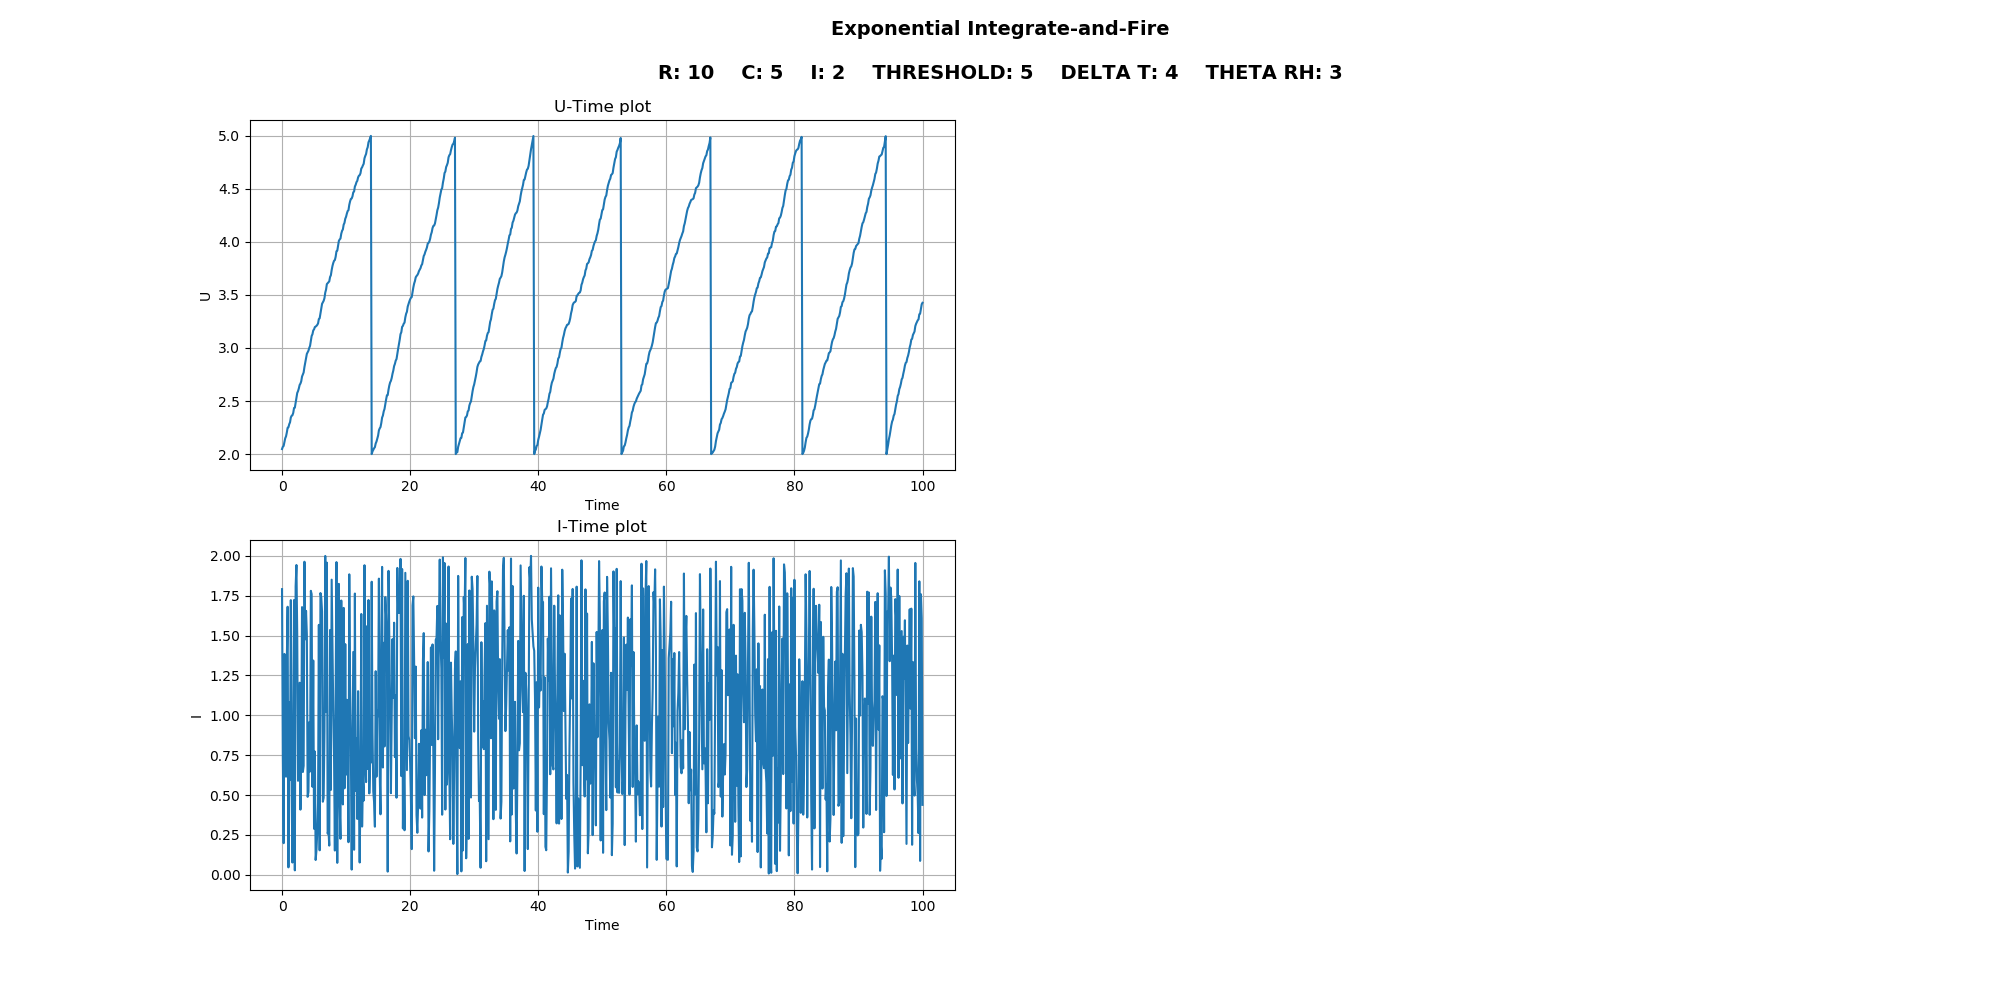 Exponential Integrate-and-Fire
R: 10    C: 5    I: 2    THRESHOLD: 5    DELTA T: 4    THETA RH: 3
U-Time plot
5.0
4.5
4.0
3.5
3.0
2.5
2.0
U
0 20 40 60 80 100
Time
I-Time plot
2.00
1.75
1.50
1.25
1.00
0.75
0.50
0.25
0.00
I
0 20 40 60 80 100
Time